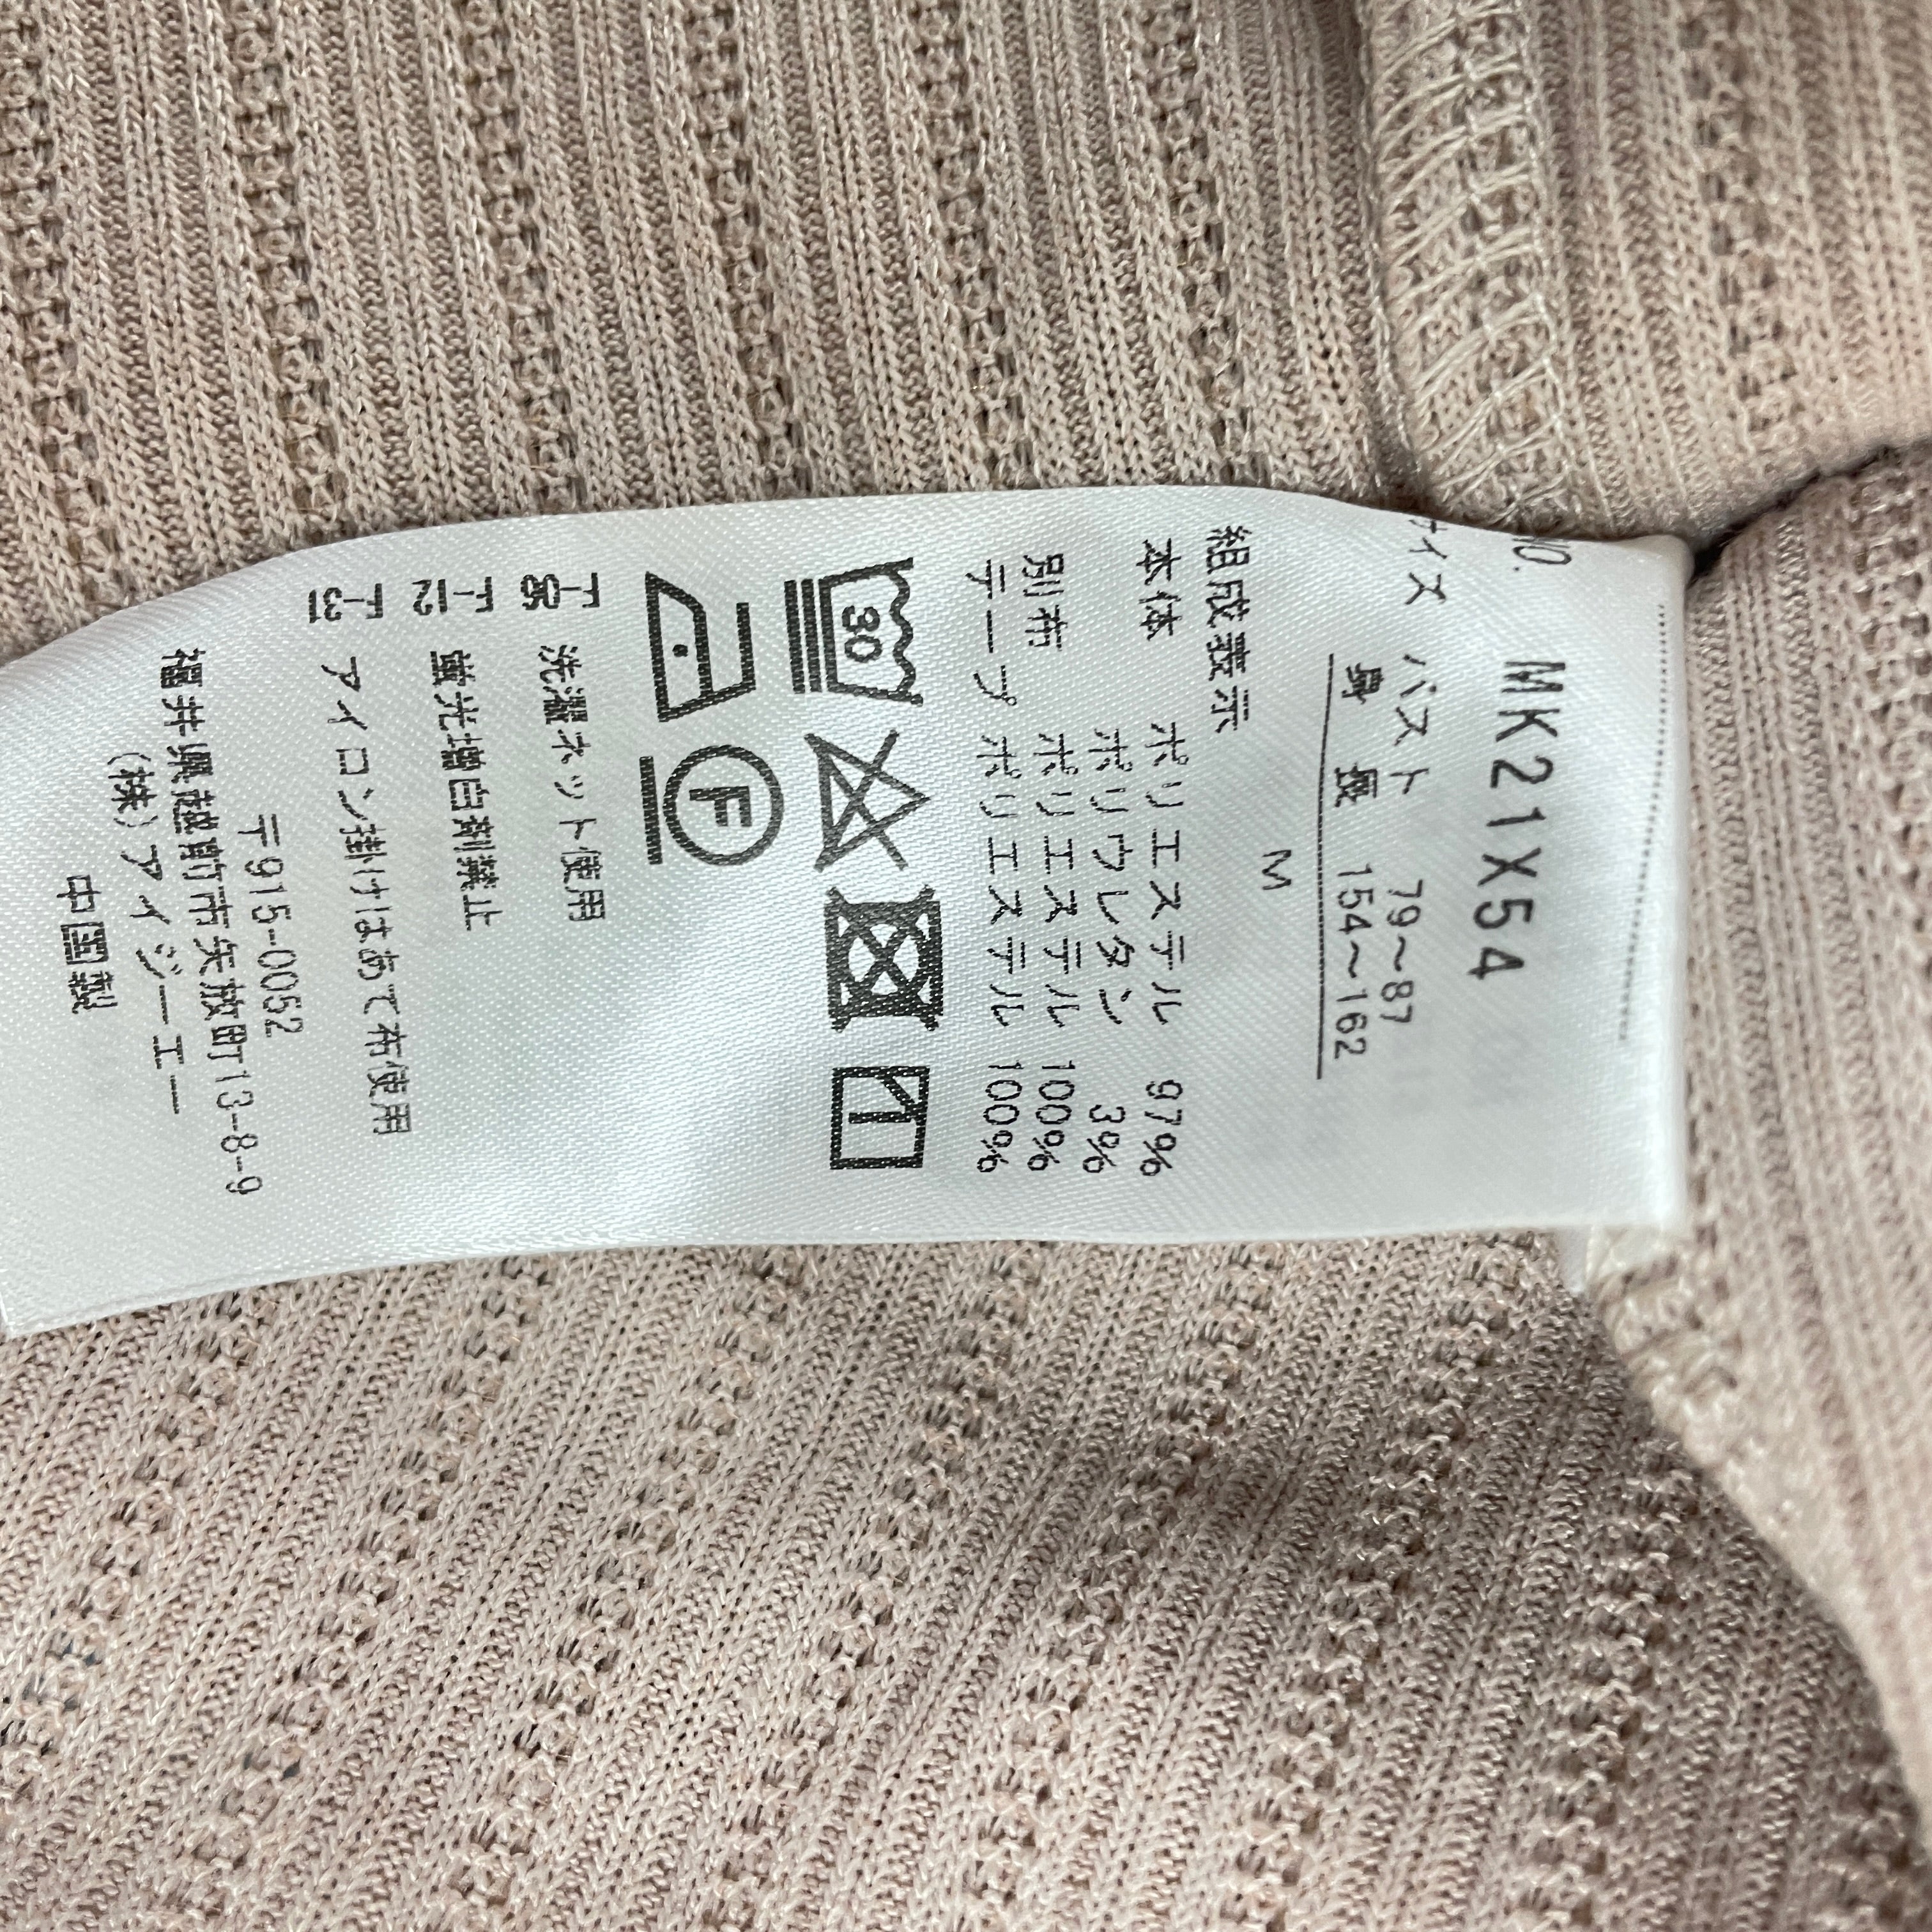 NO. MK21X54
サイズ バスト 79～87
身長 154～162
M
組成表示
本体 ポリエステル 97%
ポリウレタン 3%
別布 ポリエステル 100%
テープ ポリエステル 100%
30
F
T-06 洗濯ネット使用
T-12 蛍光増白剤禁止
T-31 アイロン掛けはあて布使用
〒915-0052
福井県越前市矢放町13-8-9
(株)アイジーエー
中国製